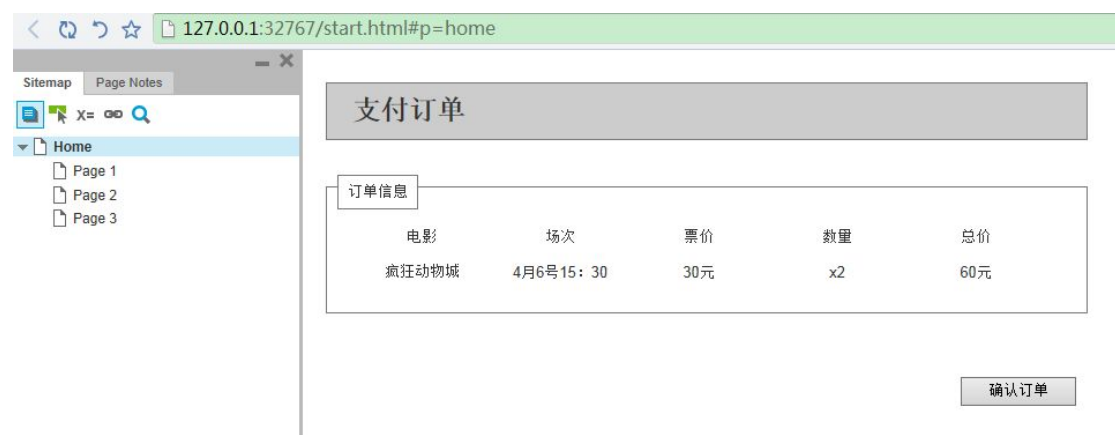 127.0.0.1:32767/start.html#p=home
Sitemap Page Notes
X=
Home
Page 1
Page 2
Page 3
支付订单
订单信息
电影 场次 票价 数量 总价
疯狂动物城 4月6号15：30 30元 x2 60元
确认订单